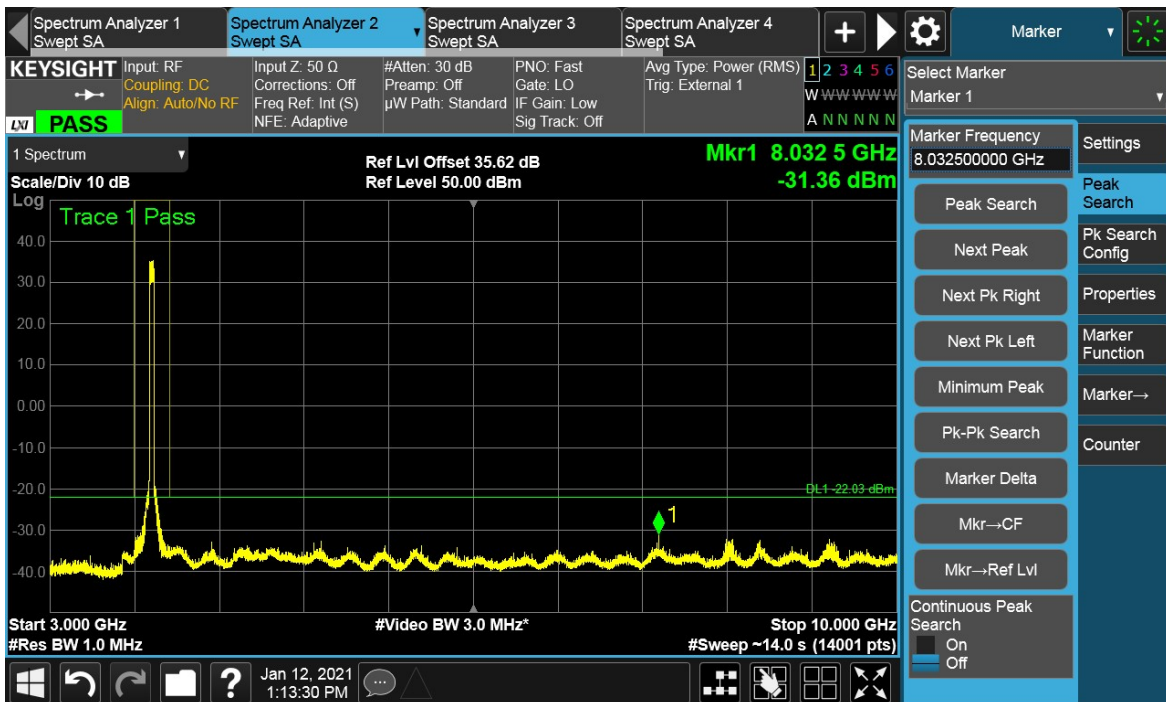 Spectrum Analyzer 1
Swept SA
Spectrum Analyzer 2
Swept SA
Spectrum Analyzer 3
Swept SA
Spectrum Analyzer 4
Swept SA
+
Marker
KEYSIGHT
LXI PASS
Input: RF
Coupling: DC
Align: Auto/No RF
Input Z: 50 Ω
Corrections: Off
Freq Ref: Int (S)
NFE: Adaptive
#Atten: 30 dB
Preamp: Off
µW Path: Standard
PNO: Fast
Gate: LO
IF Gain: Low
Sig Track: Off
Avg Type: Power (RMS)
Trig: External 1
1 2 3 4 5 6
W W W W W W
A N N N N N
Select Marker
Marker 1
1 Spectrum
Scale/Div 10 dB
Ref Lvl Offset 35.62 dB
Ref Level 50.00 dBm
Mkr1 8.032 5 GHz
-31.36 dBm
Log
Trace 1 Pass
40.0
30.0
20.0
10.0
0.00
-10.0
-20.0
-30.0
-40.0
DL1 -22.03 dBm
1
Start 3.000 GHz
#Res BW 1.0 MHz
#Video BW 3.0 MHz*
Stop 10.000 GHz
#Sweep ~14.0 s (14001 pts)
Marker Frequency
8.032500000 GHz
Peak Search
Next Peak
Next Pk Right
Next Pk Left
Minimum Peak
Pk-Pk Search
Marker Delta
Mkr→CF
Mkr→Ref Lvl
Continuous Peak
Search
On
Off
Settings
Peak
Search
Pk Search
Config
Properties
Marker
Function
Marker→
Counter
?
Jan 12, 2021
1:13:30 PM